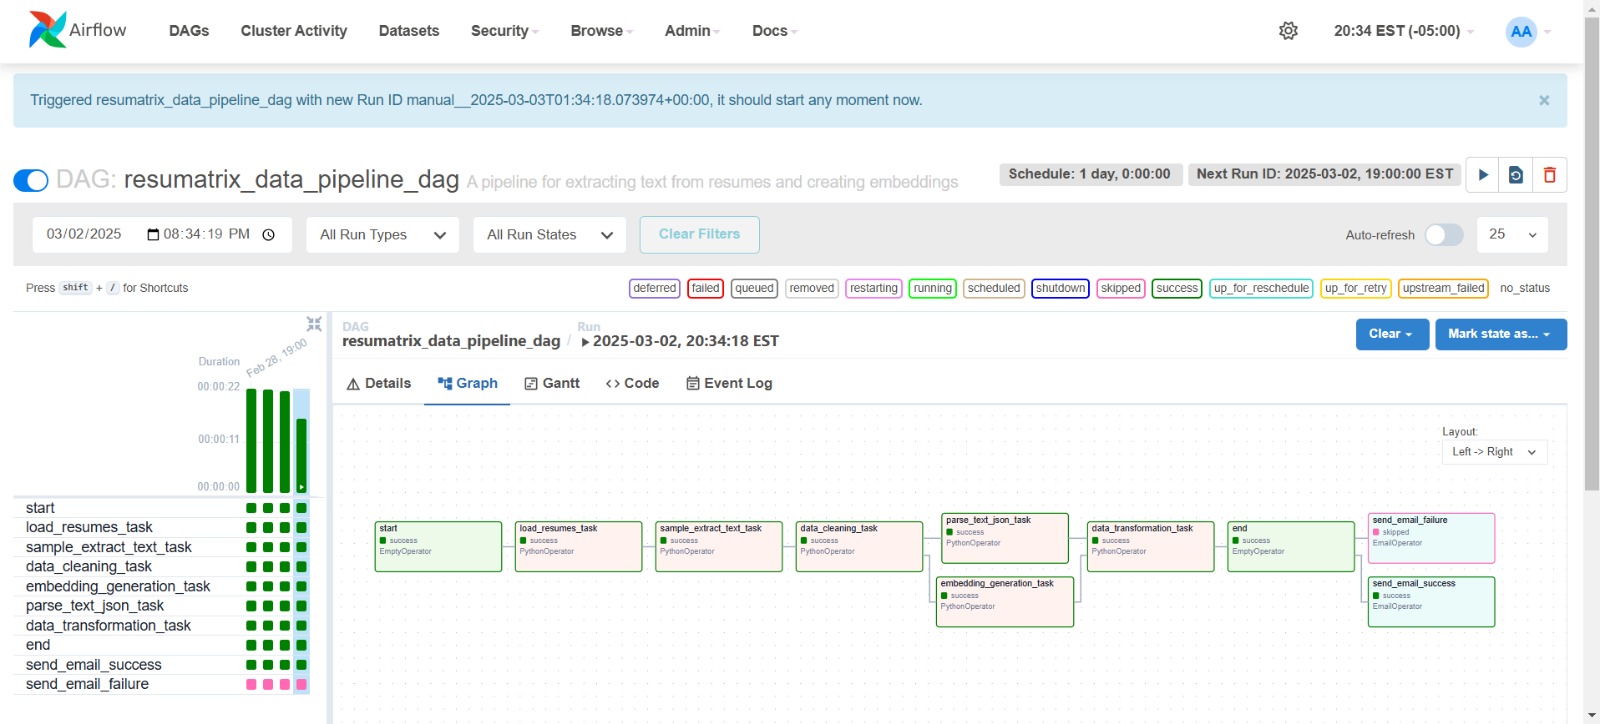 Airflow DAGs Cluster Activity Datasets Security Browse Admin Docs 20:34 EST (-05:00) AA
Triggered resumatrix_data_pipeline_dag with new Run ID manual__2025-03-03T01:34:18.073974+00:00, it should start any moment now. ×
DAG: resumatrix_data_pipeline_dag A pipeline for extracting text from resumes and creating embeddings
Schedule: 1 day, 0:00:00 Next Run ID: 2025-03-02, 19:00:00 EST
03/02/2025 08:34:19 PM All Run Types All Run States Clear Filters Auto-refresh 25
Press shift + / for Shortcuts
deferred failed queued removed restarting running scheduled shutdown skipped success up_for_reschedule up_for_retry upstream_failed no_status
Duration
Feb 28, 19:00
00:00:22
00:00:11
00:00:00
start
load_resumes_task
sample_extract_text_task
data_cleaning_task
embedding_generation_task
parse_text_json_task
data_transformation_task
end
send_email_success
send_email_failure
DAG
resumatrix_data_pipeline_dag
/
Run
2025-03-02, 20:34:18 EST
Clear
Mark state as...
Details Graph Gantt Code Event Log
Layout:
Left -> Right
start
success
EmptyOperator
load_resumes_task
success
PythonOperator
sample_extract_text_task
success
PythonOperator
data_cleaning_task
success
PythonOperator
parse_text_json_task
success
PythonOperator
embedding_generation_task
success
PythonOperator
data_transformation_task
success
PythonOperator
end
success
EmptyOperator
send_email_failure
skipped
EmailOperator
send_email_success
success
EmailOperator